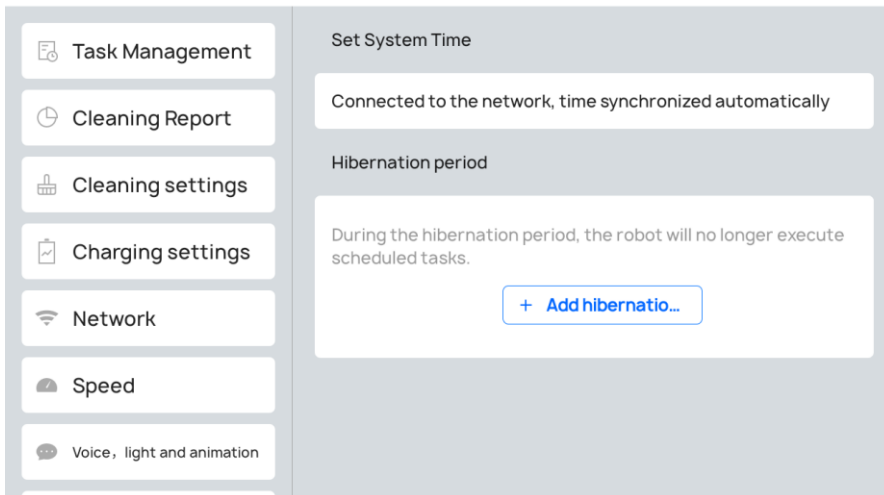 Task Management
Cleaning Report
Cleaning settings
Charging settings
Network
Speed
Voice，light and animation
Set System Time
Connected to the network, time synchronized automatically
Hibernation period
During the hibernation period, the robot will no longer execute
scheduled tasks.
+ Add hibernatio...